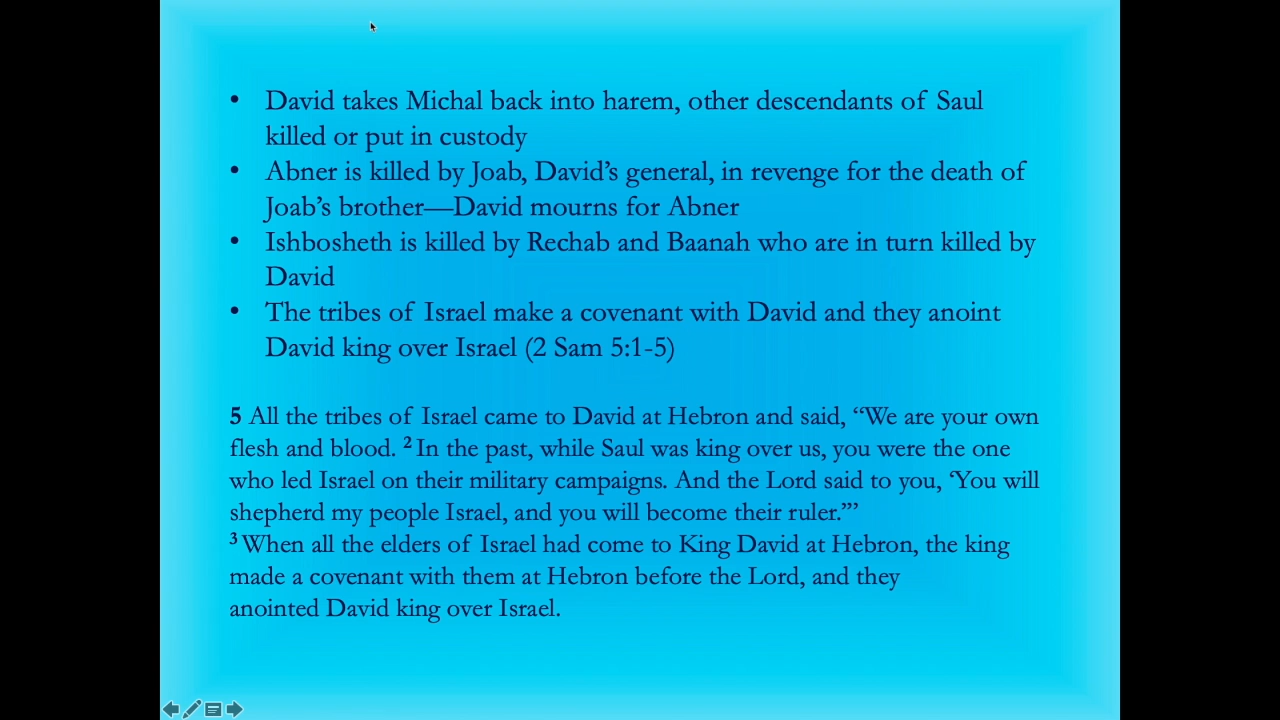 • David takes Michal back into harem, other descendants of Saul
killed or put in custody
• Abner is killed by Joab, David’s general, in revenge for the death of
Joab’s brother—David mourns for Abner
• Ishbosheth is killed by Rechab and Baanah who are in turn killed by
David
• The tribes of Israel make a covenant with David and they anoint
David king over Israel (2 Sam 5:1-5)
5 All the tribes of Israel came to David at Hebron and said, “We are your own
flesh and blood. 2 In the past, while Saul was king over us, you were the one
who led Israel on their military campaigns. And the Lord said to you, ‘You will
shepherd my people Israel, and you will become their ruler.’”
3 When all the elders of Israel had come to King David at Hebron, the king
made a covenant with them at Hebron before the Lord, and they
anointed David king over Israel.